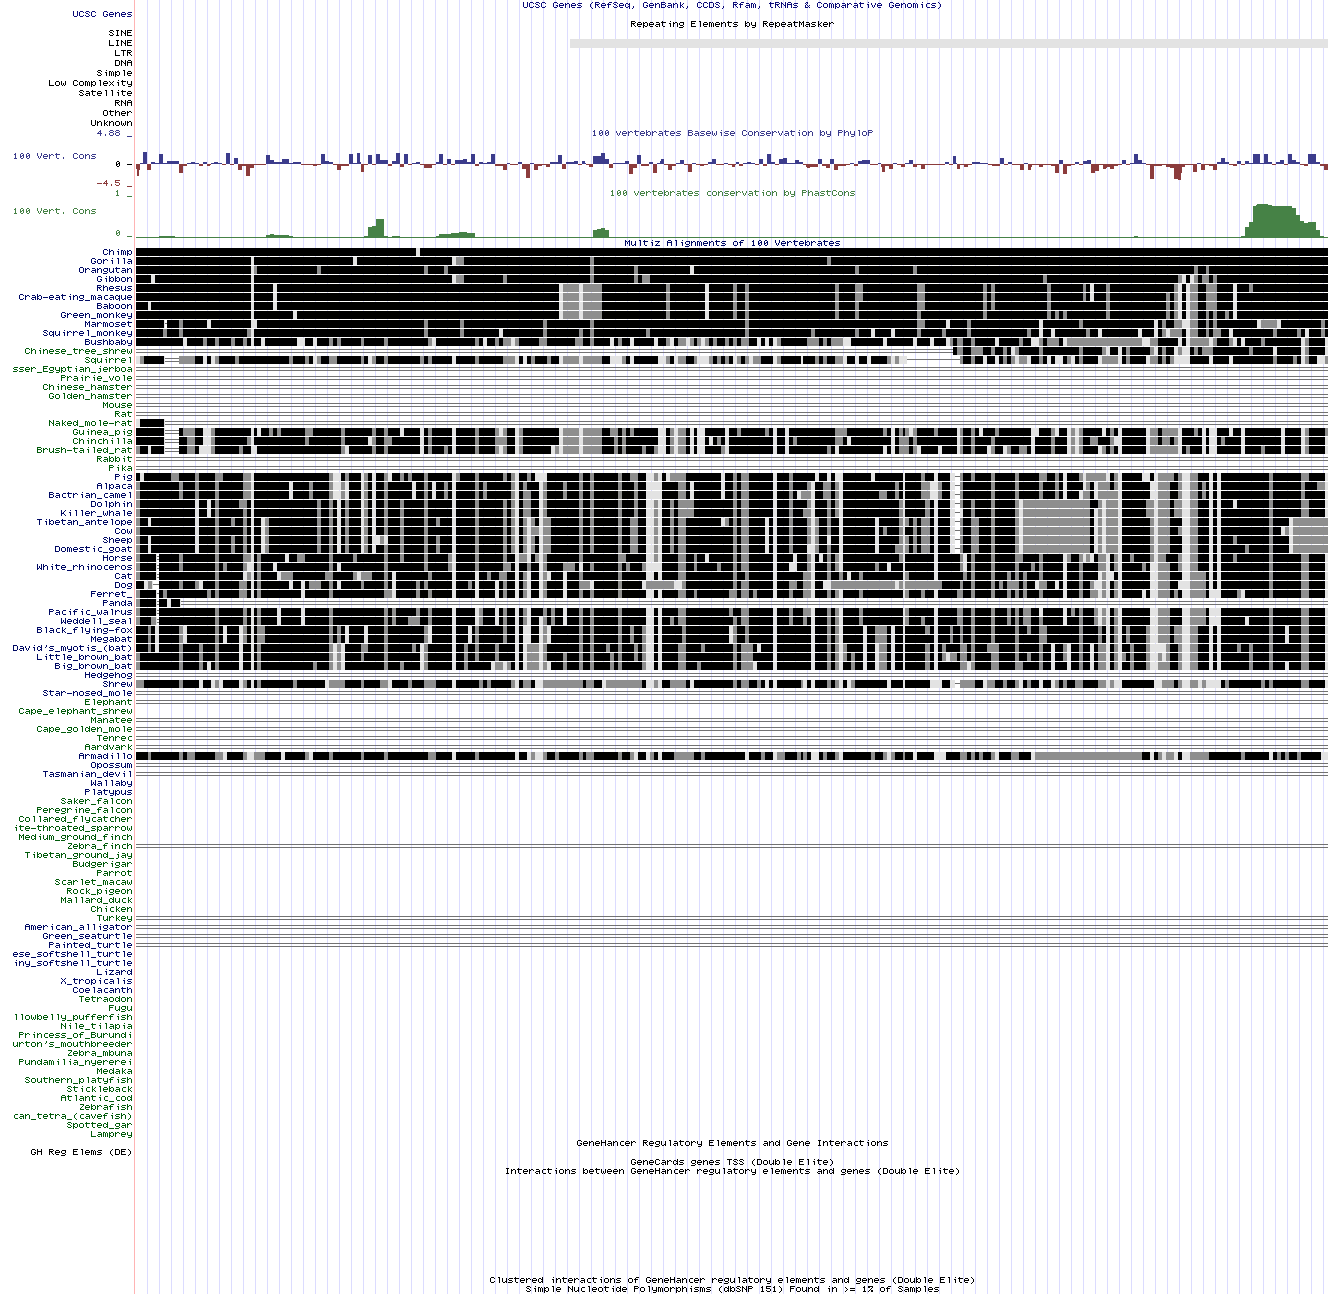 UCSC Genes (RefSeq, GenBank, CCDS, Rfam, tRNAs & Comparative Genomics)
UCSC Genes
Repeating Elements by RepeatMasker
SINE
LINE
LTR
DNA
Simple
Low Complexity
Satellite
RNA
Other
Unknown
4.88 _
100 vertebrates Basewise Conservation by PhyloP
100 Vert. Cons
0 -
-4.5 _
1 _
100 vertebrates conservation by PhastCons
100 Vert. Cons
0 _
Multiz Alignments of 100 Vertebrates
Chimp
Gorilla
Orangutan
Gibbon
Rhesus
Crab-eating_macaque
Baboon
Green_monkey
Marmoset
Squirrel_monkey
Bushbaby
Chinese_tree_shrew
Squirrel
sser_Egyptian_jerboa
Prairie_vole
Chinese_hamster
Golden_hamster
Mouse
Rat
Naked_mole-rat
Guinea_pig
Chinchilla
Brush-tailed_rat
Rabbit
Pika
Pig
Alpaca
Bactrian_camel
Dolphin
Killer_whale
Tibetan_antelope
Cow
Sheep
Domestic_goat
Horse
White_rhinoceros
Cat
Dog
Ferret_
Panda
Pacific_walrus
Weddell_seal
Black_flying-fox
Megabat
David's_myotis_(bat)
Little_brown_bat
Big_brown_bat
Hedgehog
Shrew
Star-nosed_mole
Elephant
Cape_elephant_shrew
Manatee
Cape_golden_mole
Tenrec
Aardvark
Armadillo
Opossum
Tasmanian_devil
Wallaby
Platypus
Saker_falcon
Peregrine_falcon
Collared_flycatcher
ite-throated_sparrow
Medium_ground_finch
Zebra_finch
Tibetan_ground_jay
Budgerigar
Parrot
Scarlet_macaw
Rock_pigeon
Mallard_duck
Chicken
Turkey
American_alligator
Green_seaturtle
Painted_turtle
ese_softshell_turtle
iny_softshell_turtle
Lizard
X_tropicalis
Coelacanth
Tetraodon
Fugu
llowbelly_pufferfish
Nile_tilapia
Princess_of_Burundi
urton's_mouthbreeder
Zebra_mbuna
Pundamilia_nyererei
Medaka
Southern_platyfish
Stickleback
Atlantic_cod
Zebrafish
can_tetra_(cavefish)
Spotted_gar
Lamprey
GeneHancer Regulatory Elements and Gene Interactions
GH Reg Elems (DE)
GeneCards genes TSS (Double Elite)
Interactions between GeneHancer regulatory elements and genes (Double Elite)
Clustered interactions of GeneHancer regulatory elements and genes (Double Elite)
Simple Nucleotide Polymorphisms (dbSNP 151) Found in >= 1% of Samples